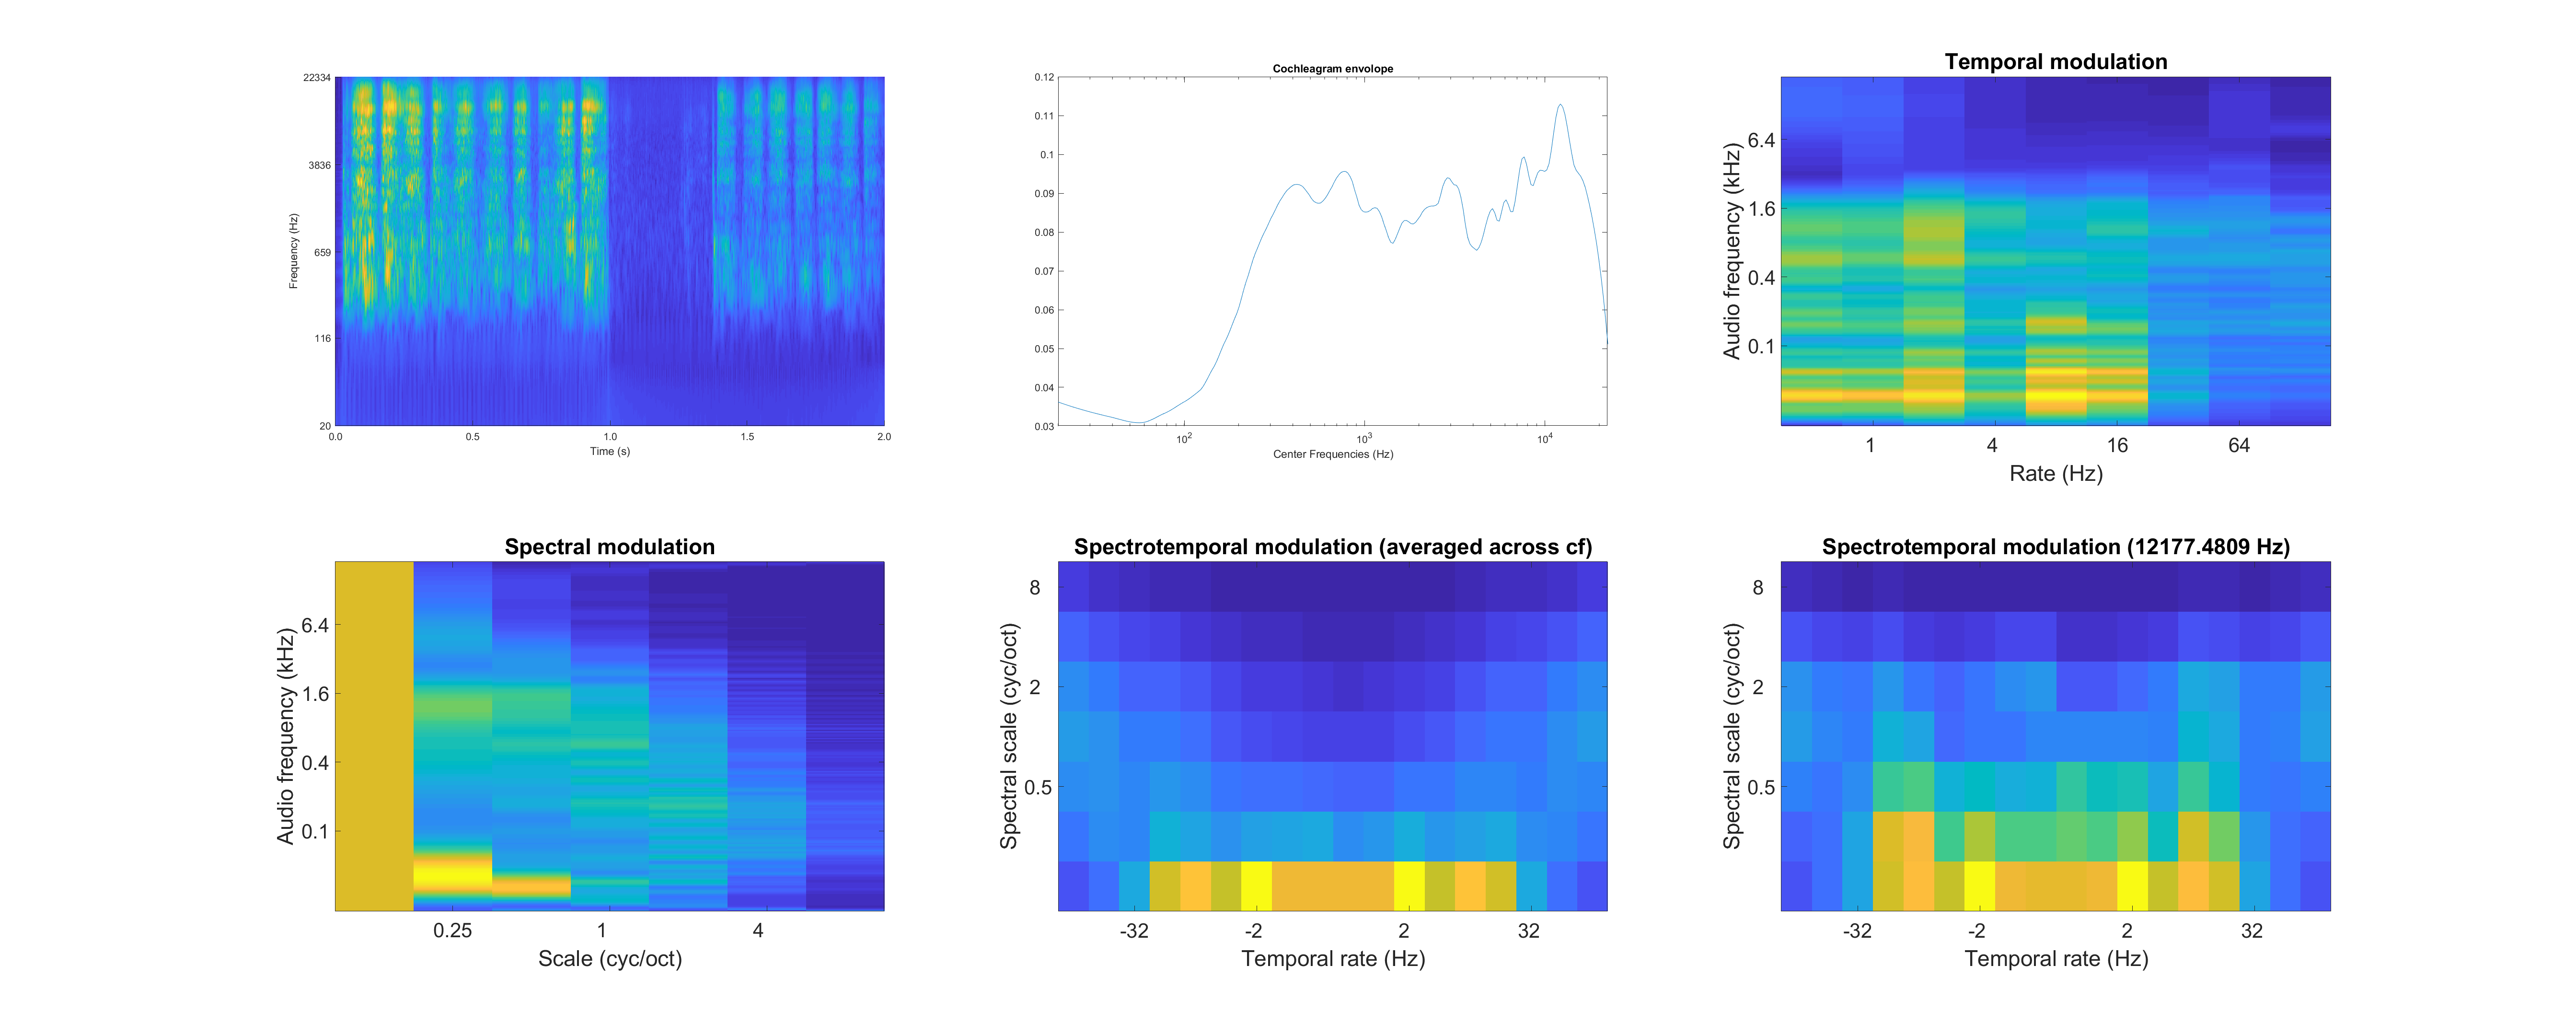 22334
3836
659
116
20
Frequency (Hz)
0.0 0.5 1.0 1.5 2.0
Time (s)
Cochleagram envolope
0.12
0.11
0.1
0.09
0.08
0.07
0.06
0.05
0.04
0.03
10² 10³ 10⁴
Center Frequencies (Hz)
Temporal modulation
6.4
1.6
0.4
0.1
Audio frequency (kHz)
1 4 16 64
Rate (Hz)
Spectral modulation
6.4
1.6
0.4
0.1
Audio frequency (kHz)
0.25 1 4
Scale (cyc/oct)
Spectrotemporal modulation (averaged across cf)
8
2
0.5
Spectral scale (cyc/oct)
-32 -2 2 32
Temporal rate (Hz)
Spectrotemporal modulation (12177.4809 Hz)
8
2
0.5
Spectral scale (cyc/oct)
-32 -2 2 32
Temporal rate (Hz)